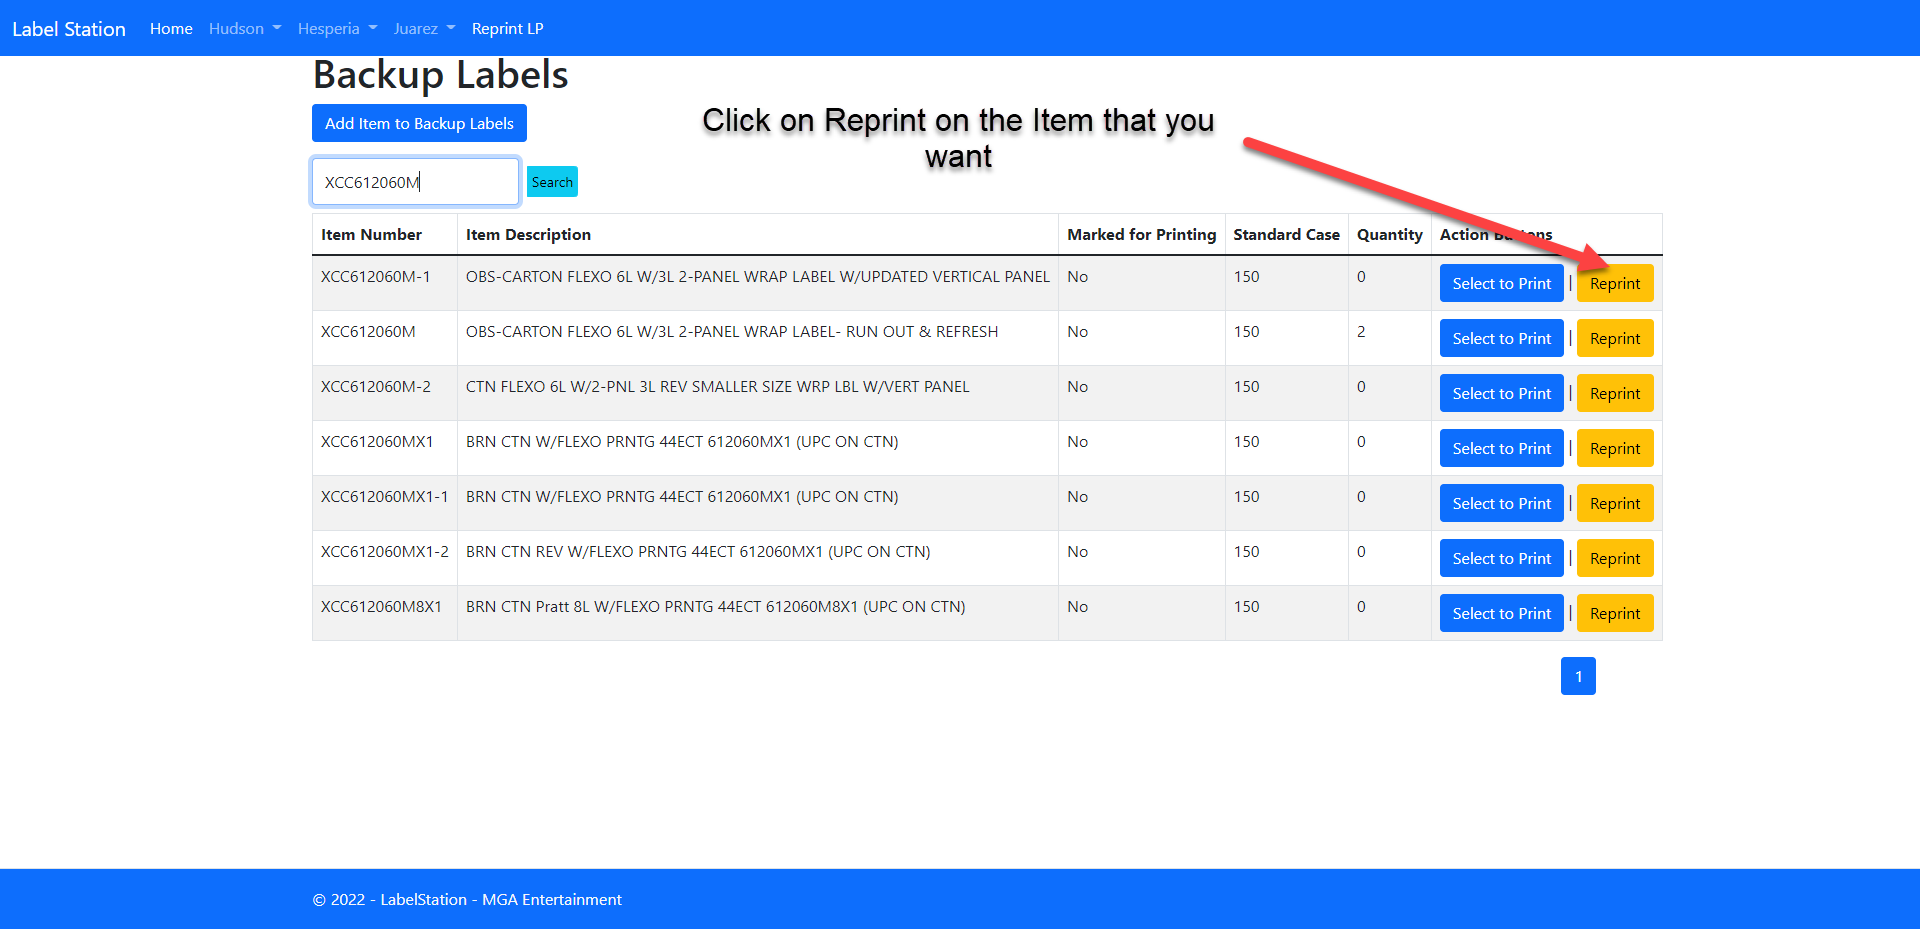 Label Station Home Hudson Hesperia Juarez Reprint LP
Backup Labels
Add Item to Backup Labels
Click on Reprint on the Item that you
want
XCC612060M Search
Item Number Item Description Marked for Printing Standard Case Quantity Action Buttons
XCC612060M-1 OBS-CARTON FLEXO 6L W/3L 2-PANEL WRAP LABEL W/UPDATED VERTICAL PANEL No 150 0 Select to Print | Reprint
XCC612060M OBS-CARTON FLEXO 6L W/3L 2-PANEL WRAP LABEL- RUN OUT & REFRESH No 150 2 Select to Print | Reprint
XCC612060M-2 CTN FLEXO 6L W/2-PNL 3L REV SMALLER SIZE WRP LBL W/VERT PANEL No 150 0 Select to Print | Reprint
XCC612060MX1 BRN CTN W/FLEXO PRNTG 44ECT 612060MX1 (UPC ON CTN) No 150 0 Select to Print | Reprint
XCC612060MX1-1 BRN CTN W/FLEXO PRNTG 44ECT 612060MX1 (UPC ON CTN) No 150 0 Select to Print | Reprint
XCC612060MX1-2 BRN CTN REV W/FLEXO PRNTG 44ECT 612060MX1 (UPC ON CTN) No 150 0 Select to Print | Reprint
XCC612060M8X1 BRN CTN Pratt 8L W/FLEXO PRNTG 44ECT 612060M8X1 (UPC ON CTN) No 150 0 Select to Print | Reprint
1
© 2022 - LabelStation - MGA Entertainment